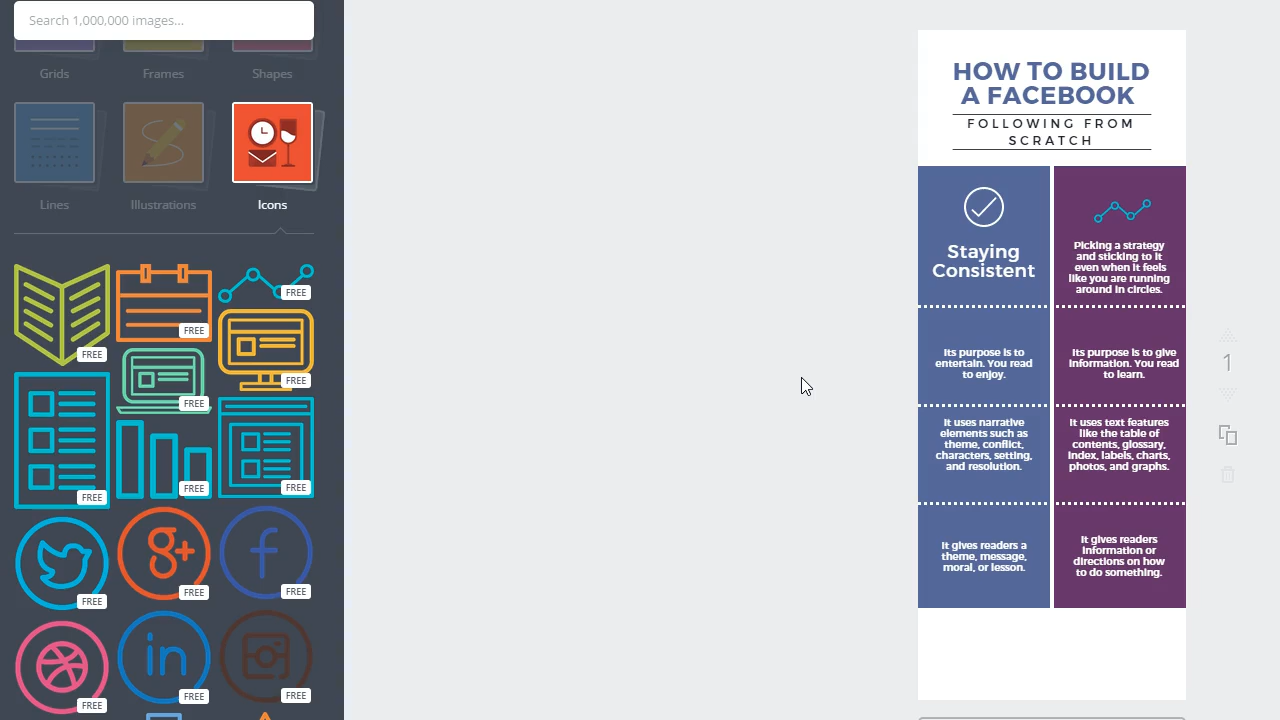 Search 1,000,000 images...
Grids
Frames
Shapes
Lines
Illustrations
Icons
FREE
FREE
FREE
FREE
FREE
FREE
FREE
FREE
FREE
FREE
FREE
FREE
FREE
FREE
HOW TO BUILD
A FACEBOOK
FOLLOWING FROM
SCRATCH
Staying
Consistent
Picking a strategy
and sticking to it
even when it feels
like you are running
around in circles.
Its purpose is to
entertain. You read
to enjoy.
Its purpose is to give
information. You read
to learn.
It uses narrative
elements such as
theme, conflict,
characters, setting,
and resolution.
It uses text features
like the table of
contents, glossary,
index, labels, charts,
photos, and graphs.
It gives readers a
theme, message,
moral, or lesson.
It gives readers
information or
directions on how
to do something.
1